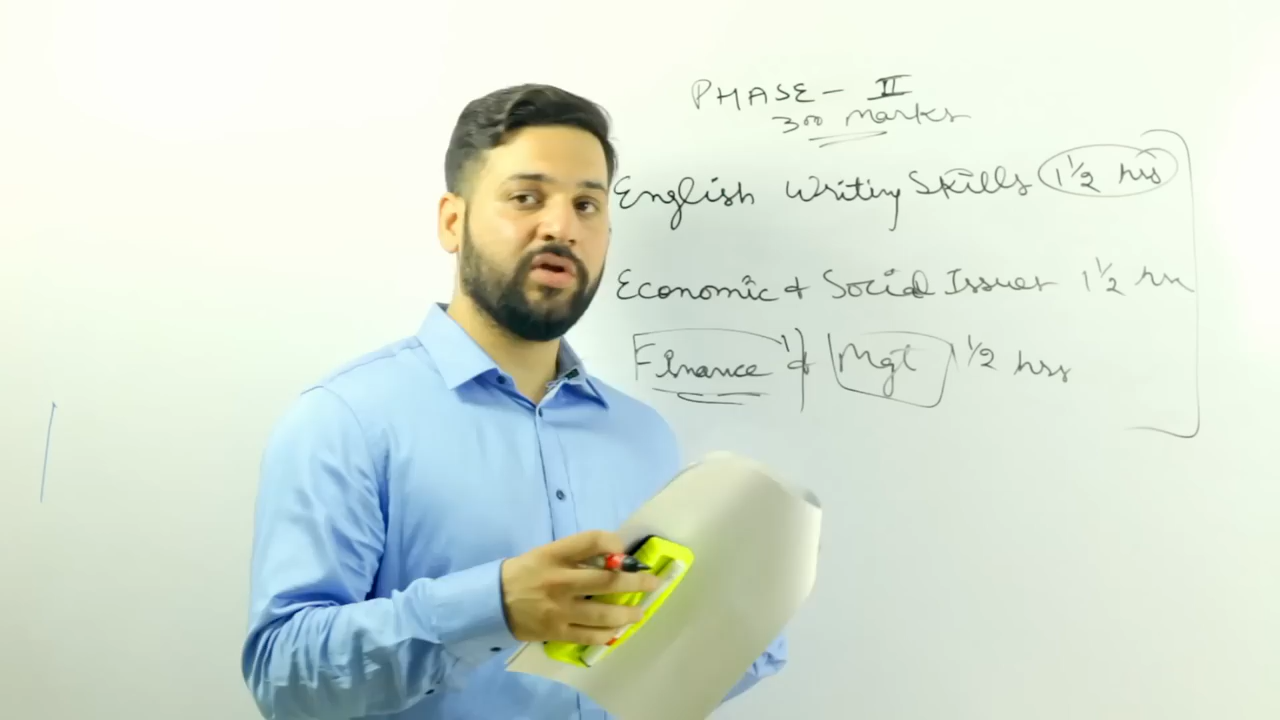 PHASE - II
300 marks
English Writing Skills 1½ hrs
Economic & Social Issues 1½ hrs
Finance & Mgt 1½ hrs